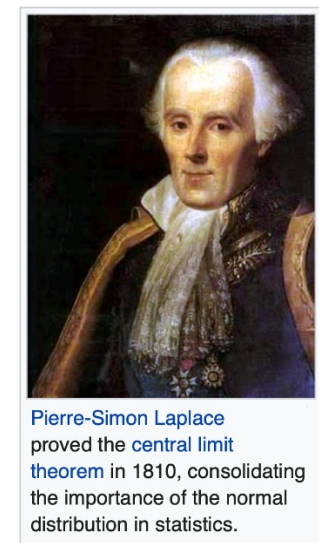 Pierre-Simon Laplace
proved the central limit
theorem in 1810, consolidating
the importance of the normal
distribution in statistics.